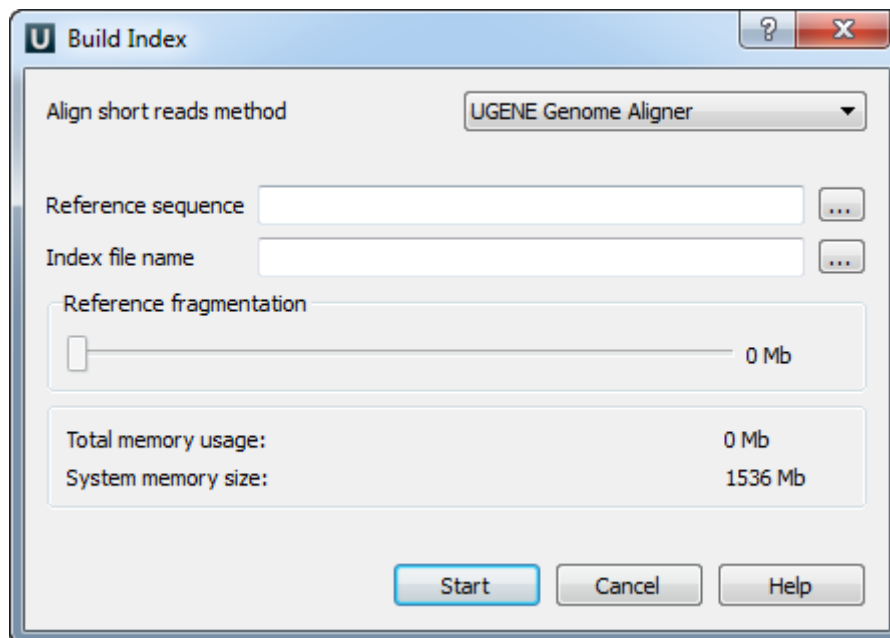 U Build Index
Align short reads method UGENE Genome Aligner
Reference sequence ...
Index file name ...
Reference fragmentation
0 Mb
Total memory usage: 0 Mb
System memory size: 1536 Mb
Start Cancel Help